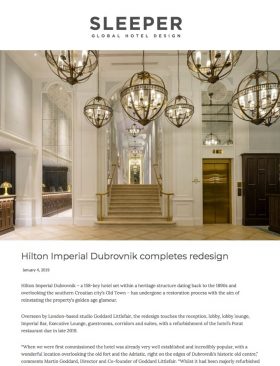 SLEEPER
GLOBAL HOTEL DESIGN
Hilton Imperial Dubrovnik completes redesign
January 4, 2019
Hilton Imperial Dubrovnik – a 149-key hotel set within a heritage structure dating back to the 1890s and
overlooking the southern Croatian city's Old Town – has undergone a restoration process with the aim of
reinstating the property's golden age glamour.
Overseen by London-based studio Goddard Littlefair, the redesign touches the reception, lobby, lobby lounge,
Imperial Bar, Executive Lounge, guestrooms, corridors and suites, with a refurbishment of the hotel's Porat
restaurant due in late 2019.
"When we were first commissioned the hotel was already very well established and incredibly popular, with a
wonderful location overlooking the old fort and the Adriatic, right on the edges of Dubrovnik's historic old centre,"
comments Martin Goddard, Director and Co-founder of Goddard Littlefair. "Whilst it had been majorly refurbished